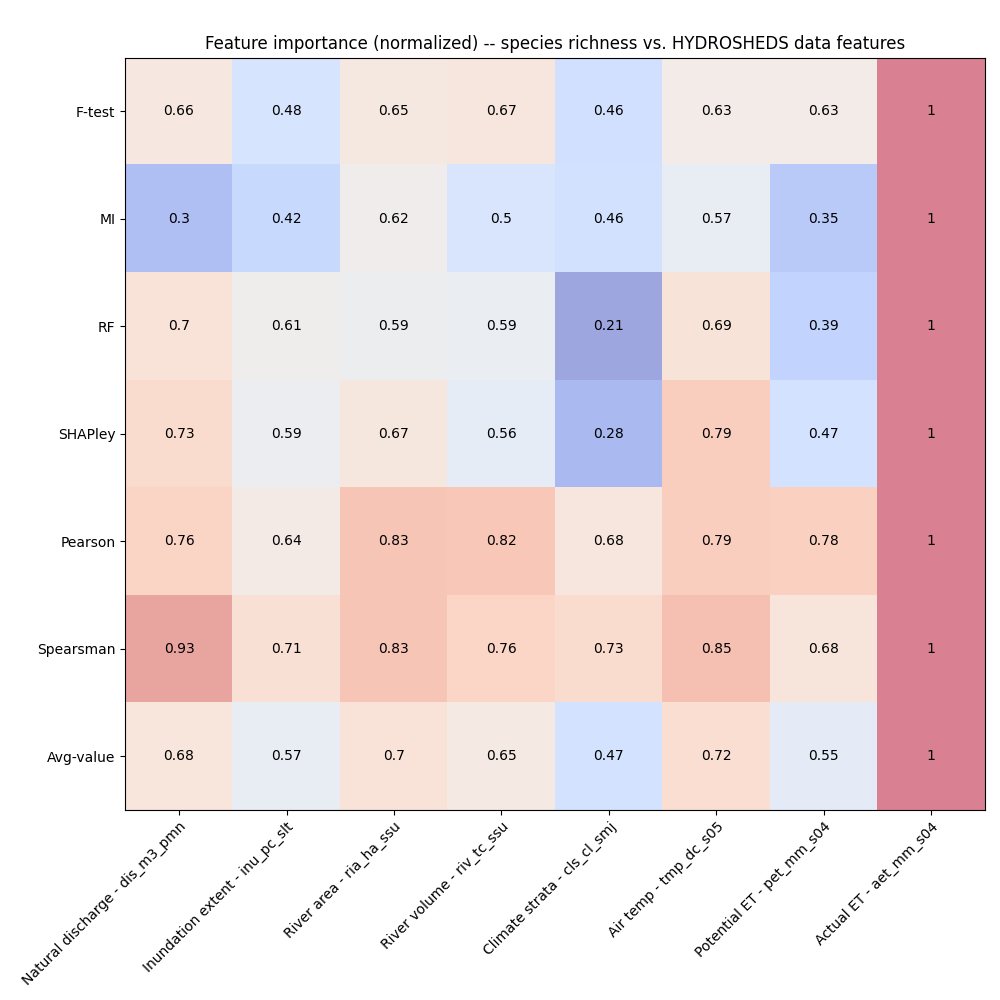 Feature importance (normalized) -- species richness vs. HYDROSHEDS data features
F-test 0.66 0.48 0.65 0.67 0.46 0.63 0.63 1
MI 0.3 0.42 0.62 0.5 0.46 0.57 0.35 1
RF 0.7 0.61 0.59 0.59 0.21 0.69 0.39 1
SHAPley 0.73 0.59 0.67 0.56 0.28 0.79 0.47 1
Pearson 0.76 0.64 0.83 0.82 0.68 0.79 0.78 1
Spearsman 0.93 0.71 0.83 0.76 0.73 0.85 0.68 1
Avg-value 0.68 0.57 0.7 0.65 0.47 0.72 0.55 1
Natural discharge - dis_m3_pmn
Inundation extent - inu_pc_slt
River area - ria_ha_ssu
River volume - riv_tc_ssu
Climate strata - cls_cl_smj
Air temp - tmp_dc_s05
Potential ET - pet_mm_s04
Actual ET - aet_mm_s04